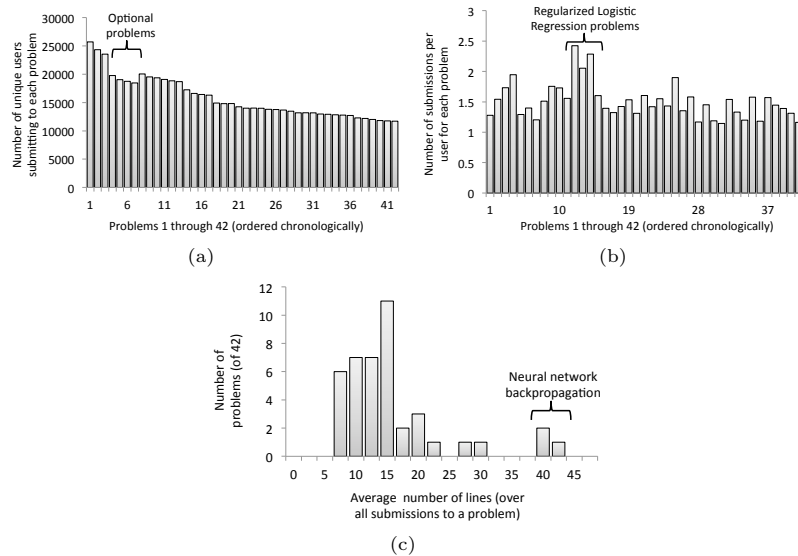 Number of unique users
submitting to each problem
30000
25000
20000
15000
10000
5000
0
Optional
problems
1 6 11 16 21 26 31 36 41
Problems 1 through 42 (ordered chronologically)
(a)
Number of submissions per
user for each problem
3
2.5
2
1.5
1
0.5
0
Regularized Logistic
Regression problems
1 10 19 28 37
Problems 1 through 42 (ordered chronologically)
(b)
Number of
problems (of 42)
12
10
8
6
4
2
0
Neural network
backpropagation
0 5 10 15 20 25 30 35 40 45
Average number of lines (over
all submissions to a problem)
(c)